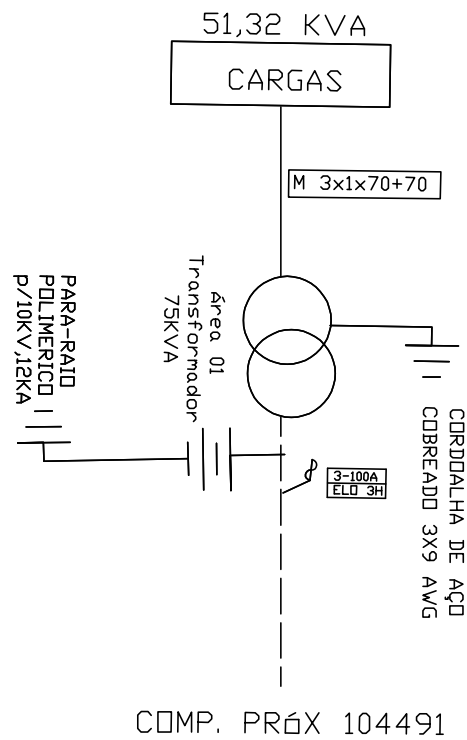 51,32 KVA
CARGAS
M 3x1x70+70
Área 01
Transformador
75KVA
PARA-RAIO
POLIMERICO
P/10KV,12KA
3-100A
ELO 3H
CORDOALHA DE AÇO
COBREADO 3X9 AWG
COMP. PRóX 104491